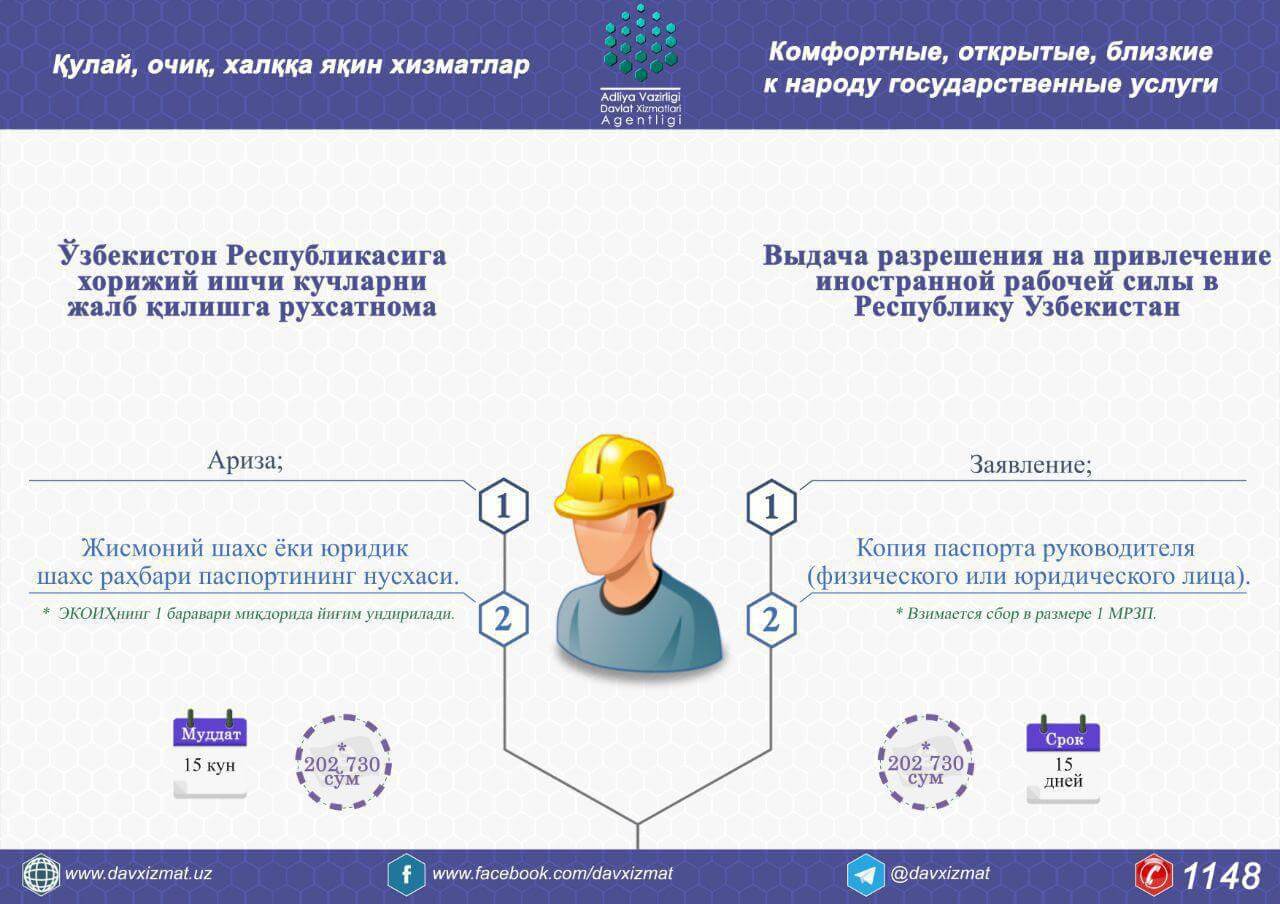 Қулай, очиқ, халққа яқин хизматлар
Adliya Vazirligi
Davlat Xizmatlari
Agentligi
Комфортные, открытые, близкие
к народу государственные услуги
Ўзбекистон Республикасига
хорижий ишчи кучларни
жалб қилишга рухсатнома
Выдача разрешения на привлечение
иностранной рабочей силы в
Республику Узбекистан
Ариза;
1
Жисмоний шахс ёки юридик
шахс раҳбари паспортининг нусхаси.
2
* ЭКОИҲнинг 1 баравари миқдорида йиғим ундирилади.
Заявление;
1
Копия паспорта руководителя
(физического или юридического лица).
2
* Взимается сбор в размере 1 МРЗП.
Муддат
15 кун
*
202 730
сўм
*
202 730
сум
Срок
15
дней
www.davxizmat.uz
www.facebook.com/davxizmat
@davxizmat
1148